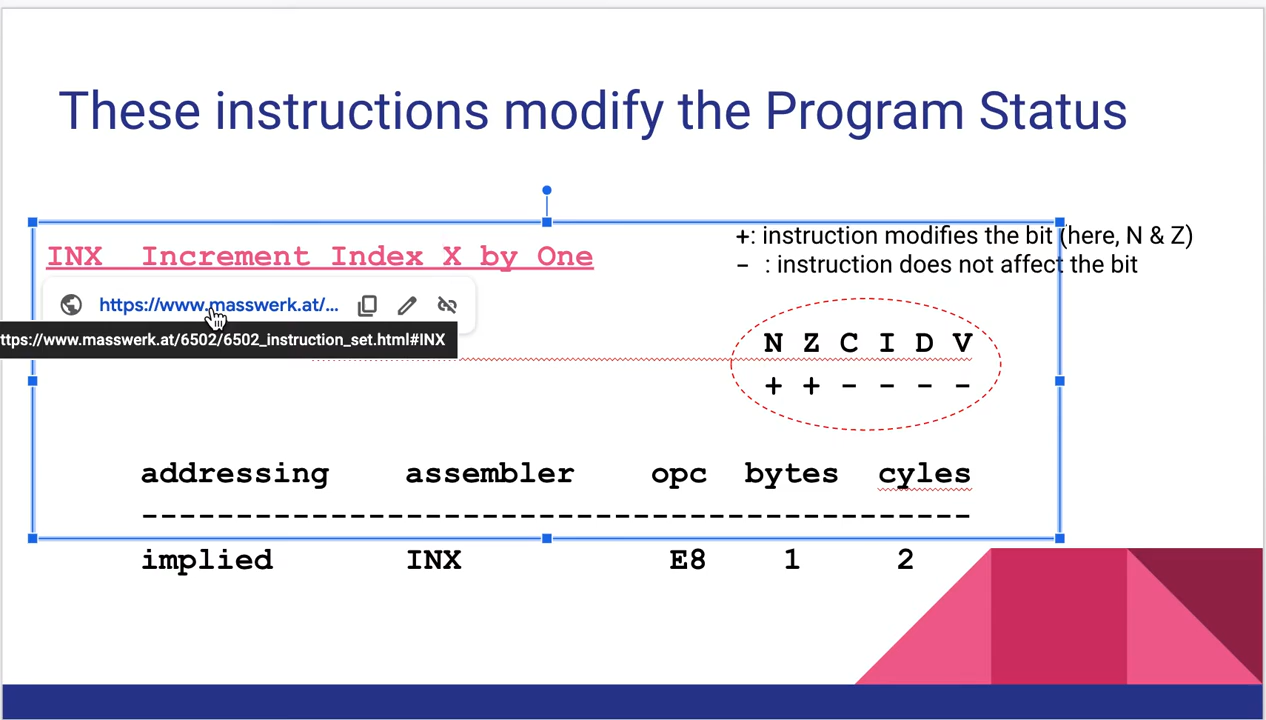 These instructions modify the Program Status
+: instruction modifies the bit (here, N & Z)
INX  Increment Index X by One
-  : instruction does not affect the bit
https://www.masswerk.at/...
ttps://www.masswerk.at/6502/6502_instruction_set.html#INX
N Z C I D V
+ + - - - -
addressing    assembler    opc  bytes  cyles
--------------------------------------------
implied       INX           E8    1     2